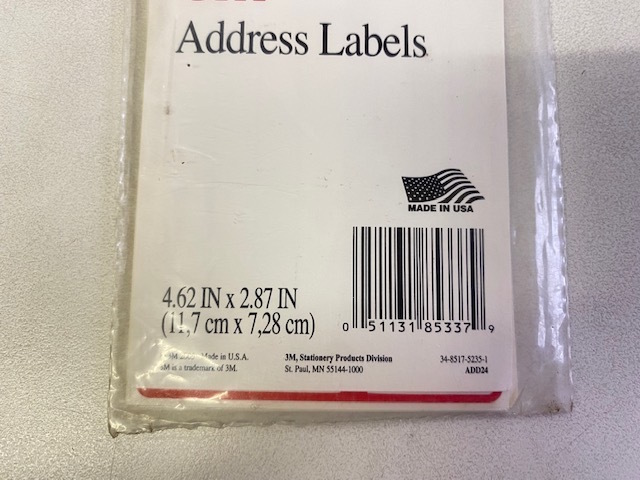 Address Labels
MADE IN USA
4.62 IN x 2.87 IN
(11,7 cm x 7,28 cm)
0 51131 85337 9
Made in U.S.A.
is a trademark of 3M.
3M, Stationery Products Division
St. Paul, MN 55144-1000
34-8517-5235-1
ADD24